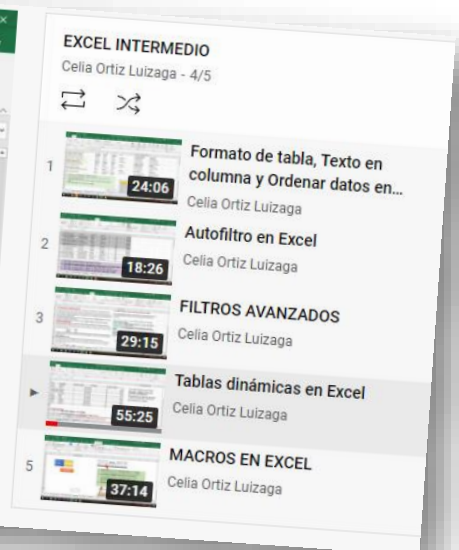 EXCEL INTERMEDIO
Celia Ortiz Luizaga - 4/5
1
Formato de tabla, Texto en
columna y Ordenar datos en...
Celia Ortiz Luizaga
24:06
2
Autofiltro en Excel
Celia Ortiz Luizaga
18:26
3
FILTROS AVANZADOS
Celia Ortiz Luizaga
29:15
Tablas dinámicas en Excel
Celia Ortiz Luizaga
55:25
5
MACROS EN EXCEL
Celia Ortiz Luizaga
37:14